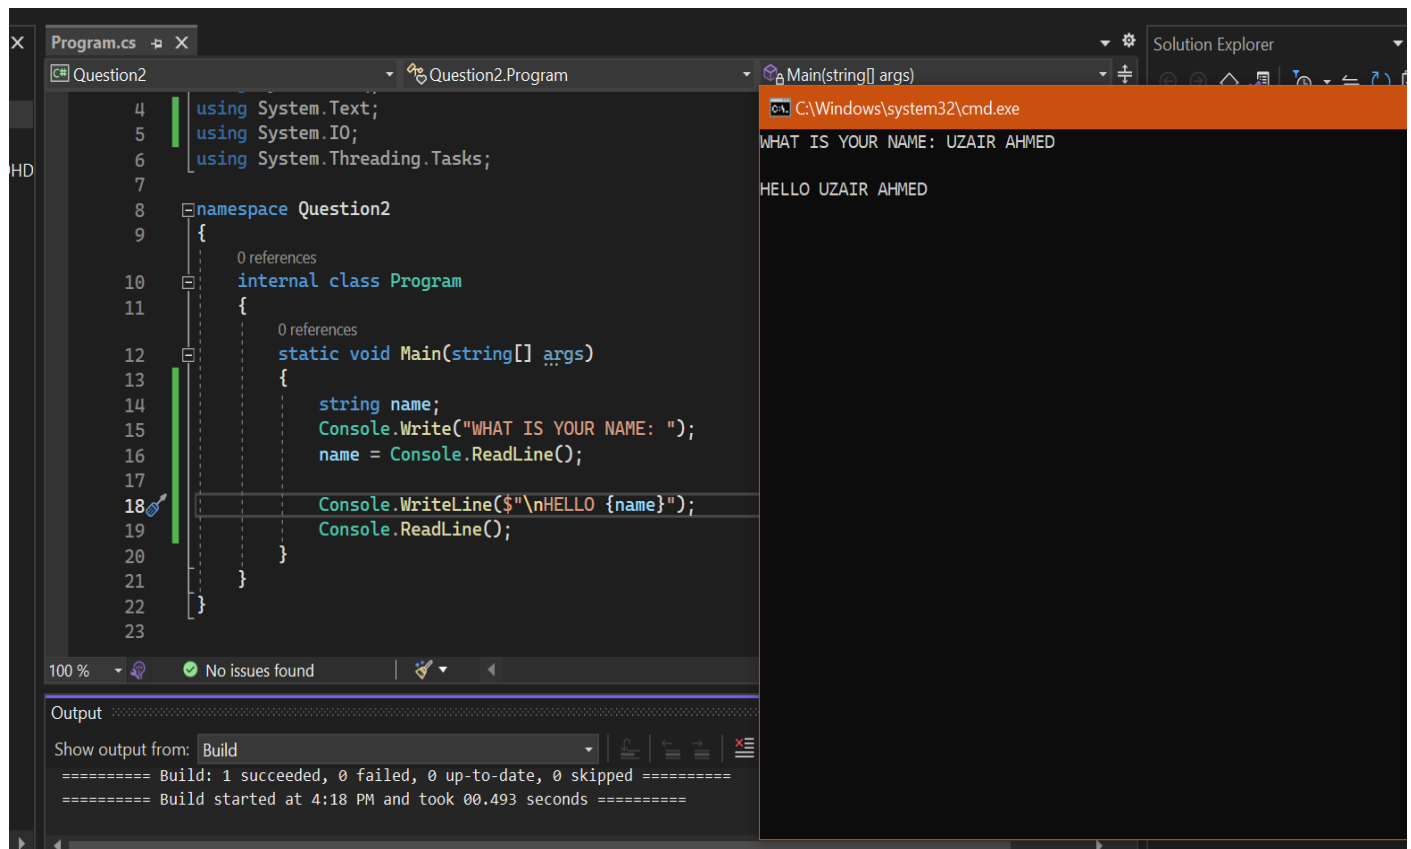 Program.cs
Question2
Question2.Program
Main(string[] args)
4 using System.Text;
5 using System.IO;
6 using System.Threading.Tasks;
7
8 namespace Question2
9 {
0 references
10 internal class Program
11 {
0 references
12 static void Main(string[] args)
13 {
14 string name;
15 Console.Write("WHAT IS YOUR NAME: ");
16 name = Console.ReadLine();
17
18 Console.WriteLine($"\nHELLO {name}");
19 Console.ReadLine();
20 }
21 }
22 }
23
100 %
No issues found
Output
Show output from: Build
========== Build: 1 succeeded, 0 failed, 0 up-to-date, 0 skipped ==========
========== Build started at 4:18 PM and took 00.493 seconds ==========
Solution Explorer
C:\Windows\system32\cmd.exe
WHAT IS YOUR NAME: UZAIR AHMED
HELLO UZAIR AHMED